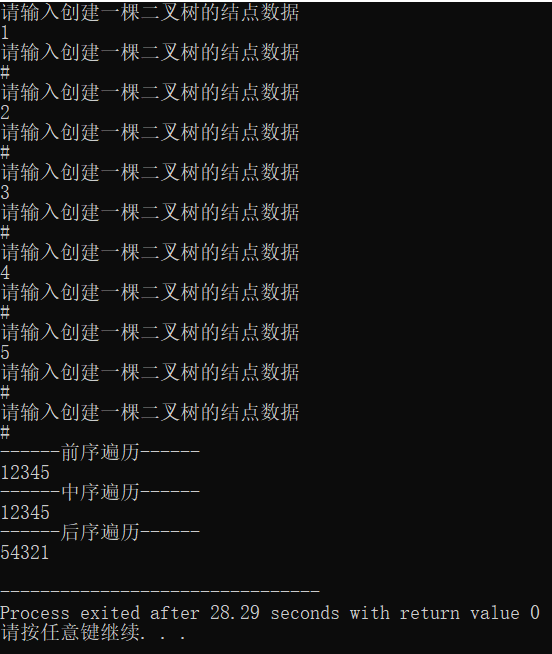 请输入创建一棵二叉树的结点数据
1
请输入创建一棵二叉树的结点数据
#
请输入创建一棵二叉树的结点数据
2
请输入创建一棵二叉树的结点数据
#
请输入创建一棵二叉树的结点数据
3
请输入创建一棵二叉树的结点数据
#
请输入创建一棵二叉树的结点数据
4
请输入创建一棵二叉树的结点数据
#
请输入创建一棵二叉树的结点数据
5
请输入创建一棵二叉树的结点数据
#
请输入创建一棵二叉树的结点数据
#
------前序遍历------
12345
------中序遍历------
12345
------后序遍历------
54321
--------------------------------
Process exited after 28.29 seconds with return value 0
请按任意键继续. . .